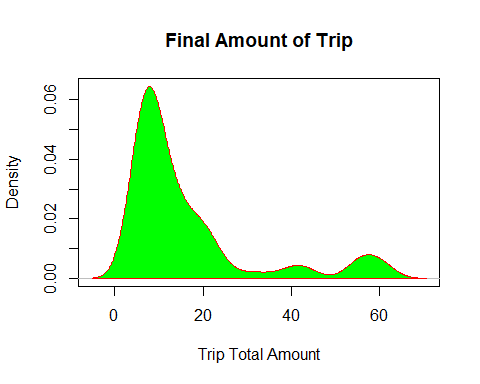 Final Amount of Trip
Density
0.06
0.04
0.02
0.00
0 20 40 60
Trip Total Amount